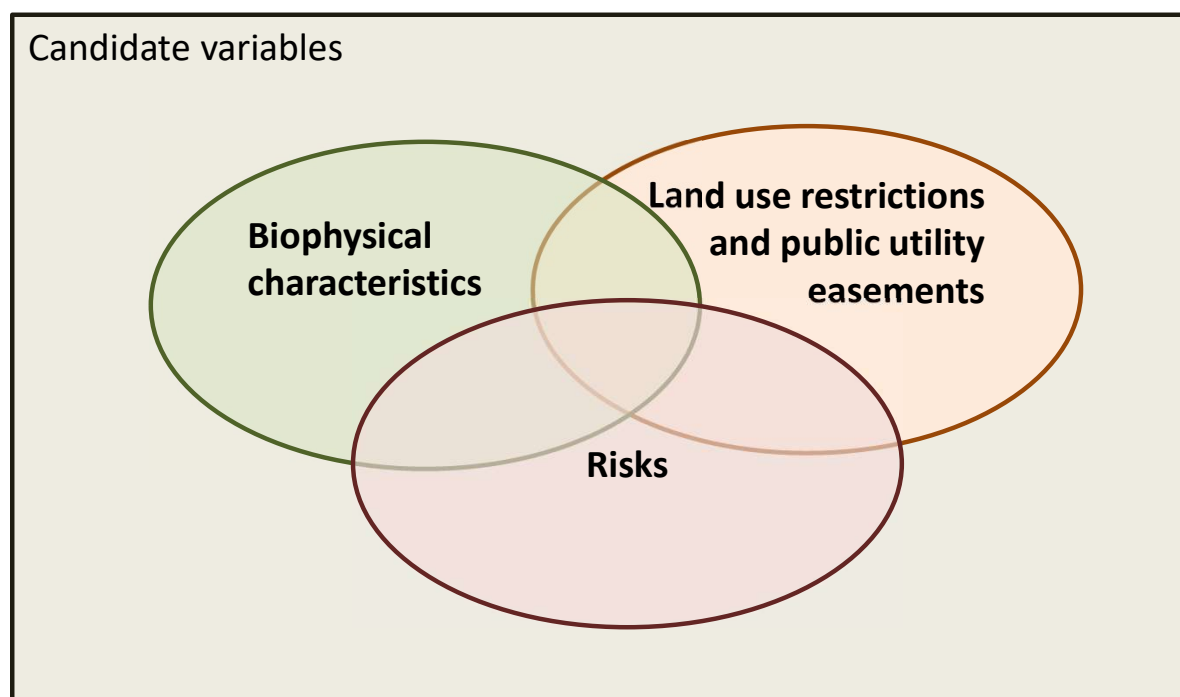 Candidate variables
Biophysical
characteristics
Land use restrictions
and public utility
easements
Risks